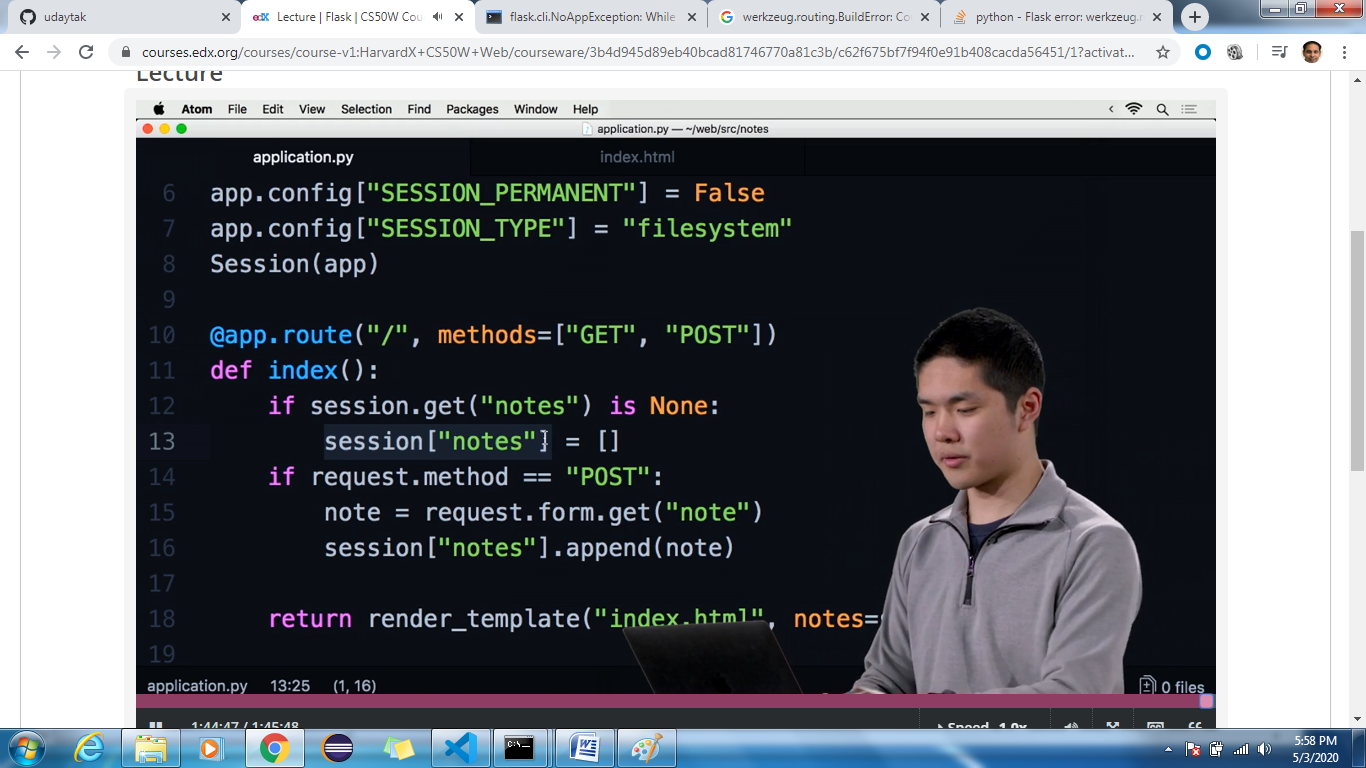 udaytak
edX Lecture | Flask | CS50W Cou
flask.cli.NoAppException: While
werkzeug.routing.BuildError: Co
python - Flask error: werkzeug.r
courses.edx.org/courses/course-v1:HarvardX+CS50W+Web/courseware/3b4d945d89eb40bcad81746770a81c3b/c62f675bf7f94f0e91b408cacda56451/1?activat...
Lecture
Atom File Edit View Selection Find Packages Window Help
application.py — ~/web/src/notes
application.py index.html
6 app.config["SESSION_PERMANENT"] = False
7 app.config["SESSION_TYPE"] = "filesystem"
8 Session(app)
9
10 @app.route("/", methods=["GET", "POST"])
11 def index():
12 if session.get("notes") is None:
13 session["notes"] = []
14 if request.method == "POST":
15 note = request.form.get("note")
16 session["notes"].append(note)
17
18 return render_template("index.html", notes=
19
application.py 13:25 (1, 16) 0 files
1:44:47 / 1:45:48 Speed 1.0x
5:58 PM
5/3/2020